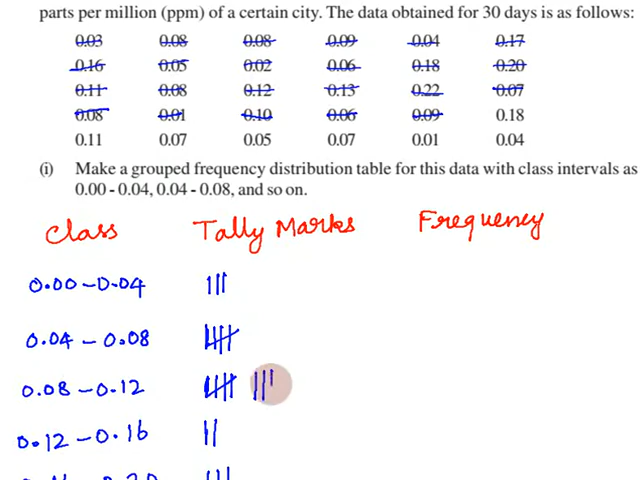 parts per million (ppm) of a certain city. The data obtained for 30 days is as follows:
0.03 0.08 0.08 0.09 0.04 0.17
0.16 0.05 0.02 0.06 0.18 0.20
0.11 0.08 0.12 0.13 0.22 0.07
0.08 0.01 0.10 0.06 0.09 0.18
0.11 0.07 0.05 0.07 0.01 0.04
(i) Make a grouped frequency distribution table for this data with class intervals as
0.00 - 0.04, 0.04 - 0.08, and so on.
Class Tally Marks Frequency
0.00 - 0.04 |||
0.04 - 0.08 ||||
0.08 - 0.12 |||| |||
0.12 - 0.16 ||